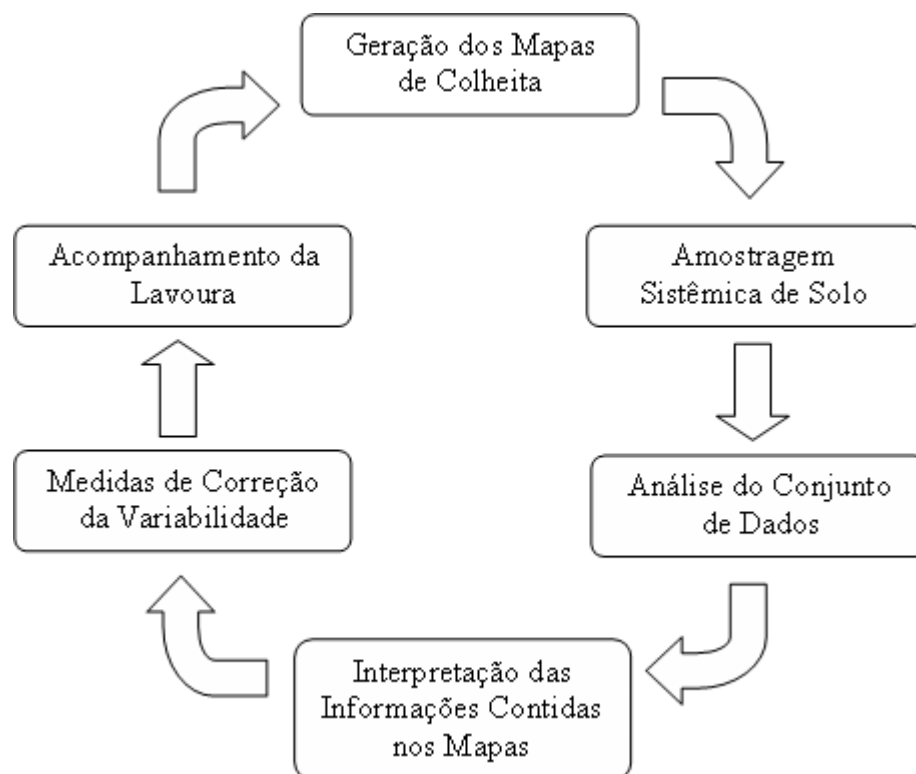 Geração dos Mapas
de Colheita
Amostragem
Sistêmica de Solo
Análise do Conjunto
de Dados
Interpretação das
Informações Contidas
nos Mapas
Medidas de Correção
da Variabilidade
Acompanhamento da
Lavoura